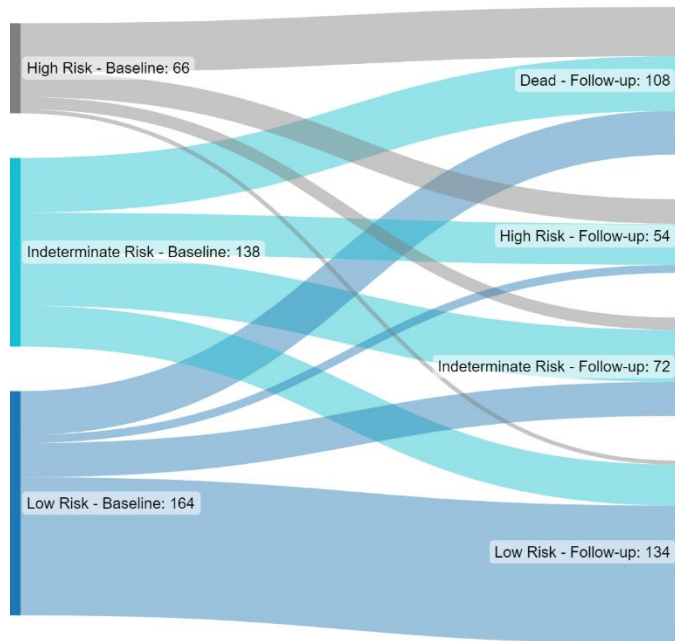 High Risk - Baseline: 66
Dead - Follow-up: 108
High Risk - Follow-up: 54
Indeterminate Risk - Baseline: 138
Indeterminate Risk - Follow-up: 72
Low Risk - Baseline: 164
Low Risk - Follow-up: 134